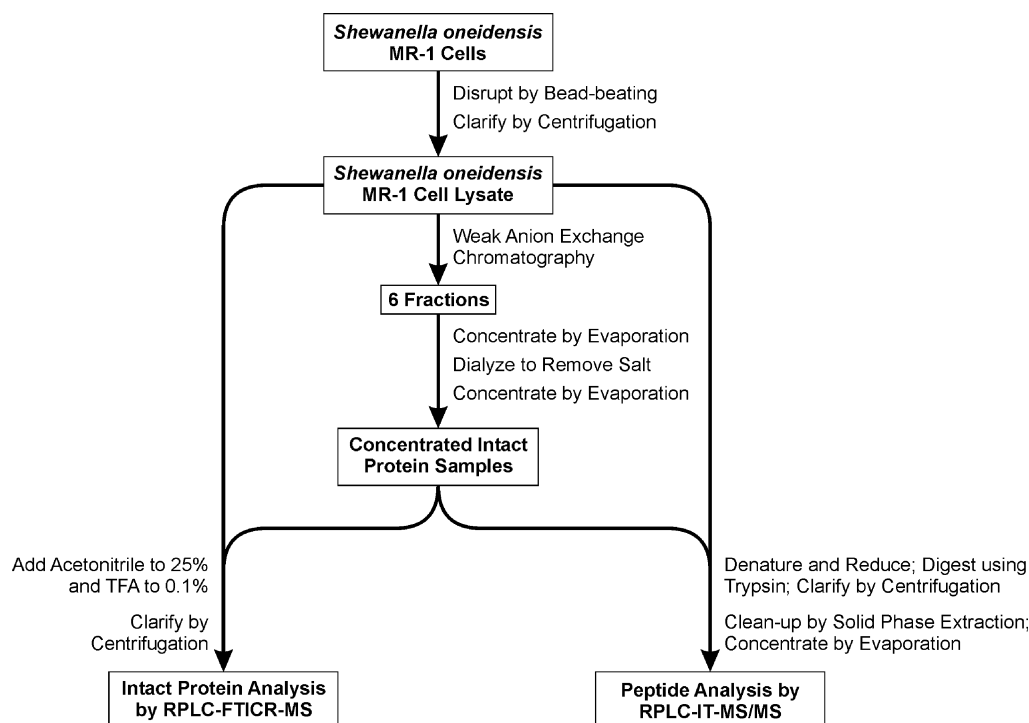 Shewanella oneidensis
MR-1 Cells
Disrupt by Bead-beating
Clarify by Centrifugation
Shewanella oneidensis
MR-1 Cell Lysate
Weak Anion Exchange
Chromatography
6 Fractions
Concentrate by Evaporation
Dialyze to Remove Salt
Concentrate by Evaporation
Concentrated Intact
Protein Samples
Add Acetonitrile to 25%
and TFA to 0.1%
Clarify by
Centrifugation
Denature and Reduce; Digest using
Trypsin; Clarify by Centrifugation
Clean-up by Solid Phase Extraction;
Concentrate by Evaporation
Intact Protein Analysis
by RPLC-FTICR-MS
Peptide Analysis by
RPLC-IT-MS/MS